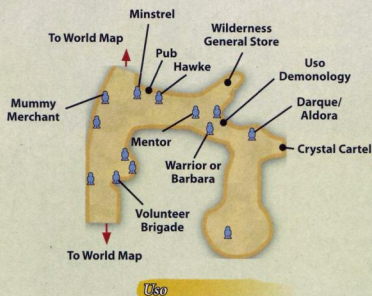 Minstrel
To World Map
Pub
Hawke
Wilderness
General Store
Uso
Demonology
Darque/
Aldora
Mummy
Merchant
Mentor
Crystal Cartel
Warrior or
Barbara
Volunteer
Brigade
To World Map
Uso